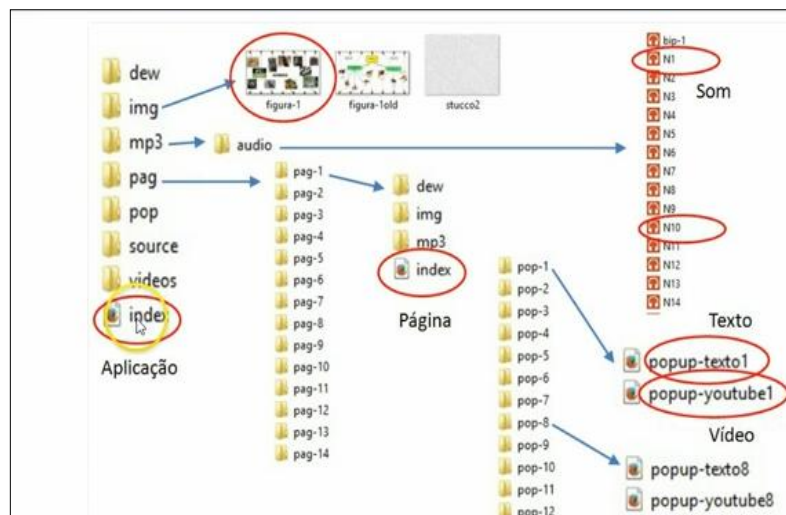 dew
img
mp3
pag
pop
source
videos
index
Aplicação
figura-1
figura-1old
stucco2
audio
pag-1
pag-2
pag-3
pag-4
pag-5
pag-6
pag-7
pag-8
pag-9
pag-10
pag-11
pag-12
pag-13
pag-14
dew
img
mp3
index
Página
bip-1
N1
N2
N3
N4
N5
N6
N7
N8
N9
N10
N11
N12
N13
N14
Som
pop-1
pop-2
pop-3
pop-4
pop-5
pop-6
pop-7
pop-8
pop-9
pop-10
pop-11
pop-12
Texto
popup-texto1
popup-youtube1
Vídeo
popup-texto8
popup-youtube8